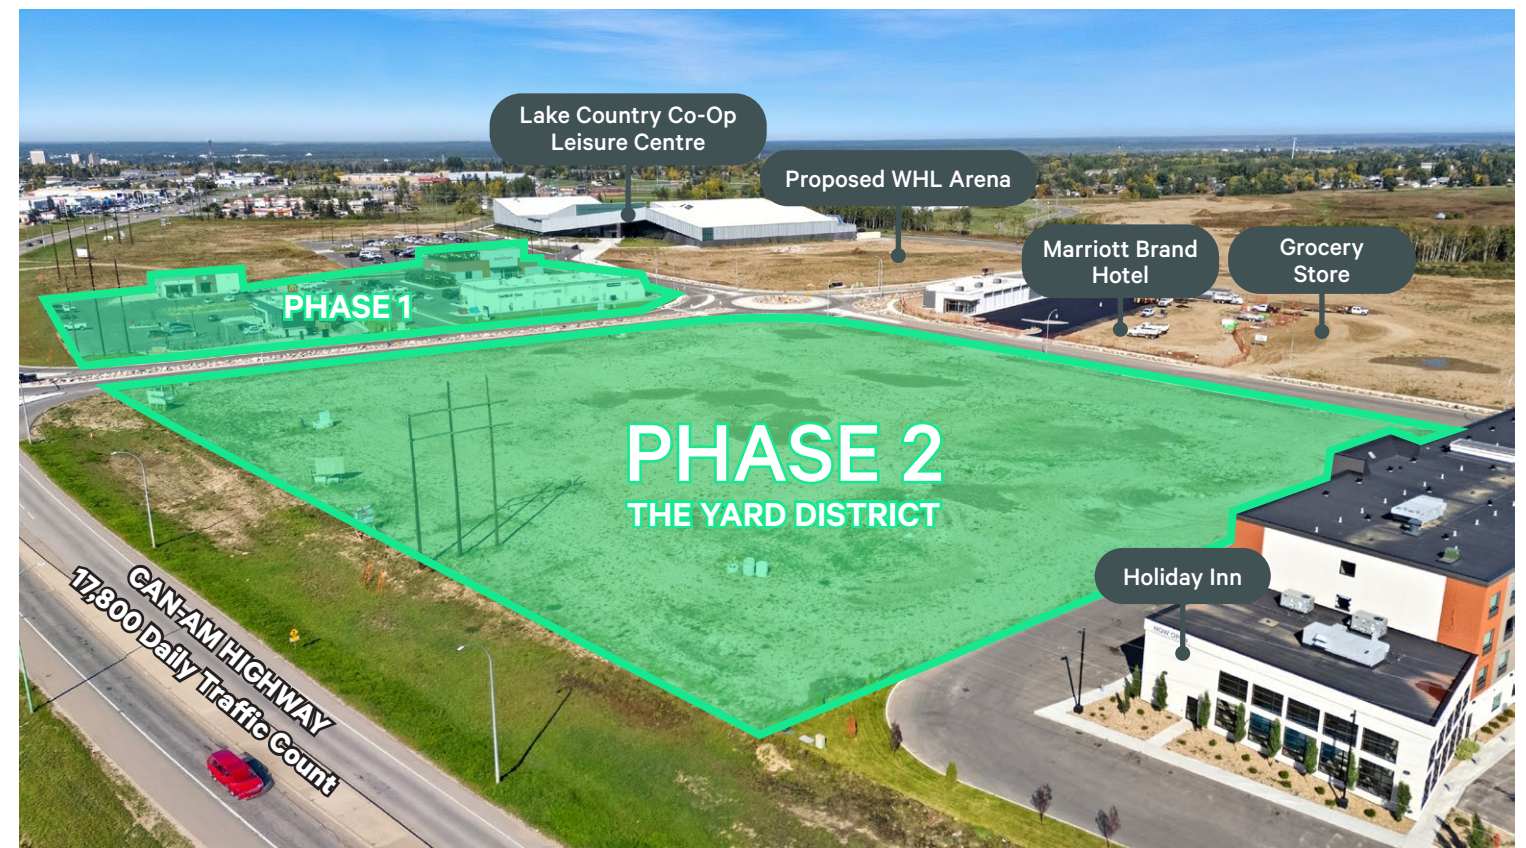 Lake Country Co-Op
Leisure Centre
Proposed WHL Arena
Marriott Brand
Hotel
Grocery
Store
PHASE 1
PHASE 2
THE YARD DISTRICT
Holiday Inn
CAN-AM HIGHWAY
17,800 Daily Traffic Count